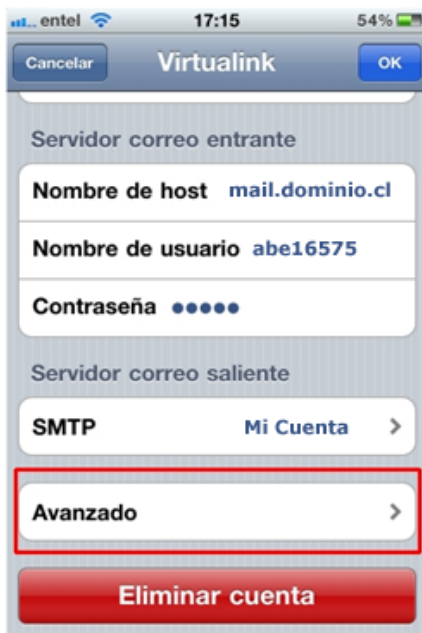 entel 17:15 54%
Cancelar Virtualink OK
Servidor correo entrante
Nombre de host mail.dominio.cl
Nombre de usuario abe16575
Contraseña •••••
Servidor correo saliente
SMTP Mi Cuenta
Avanzado
Eliminar cuenta